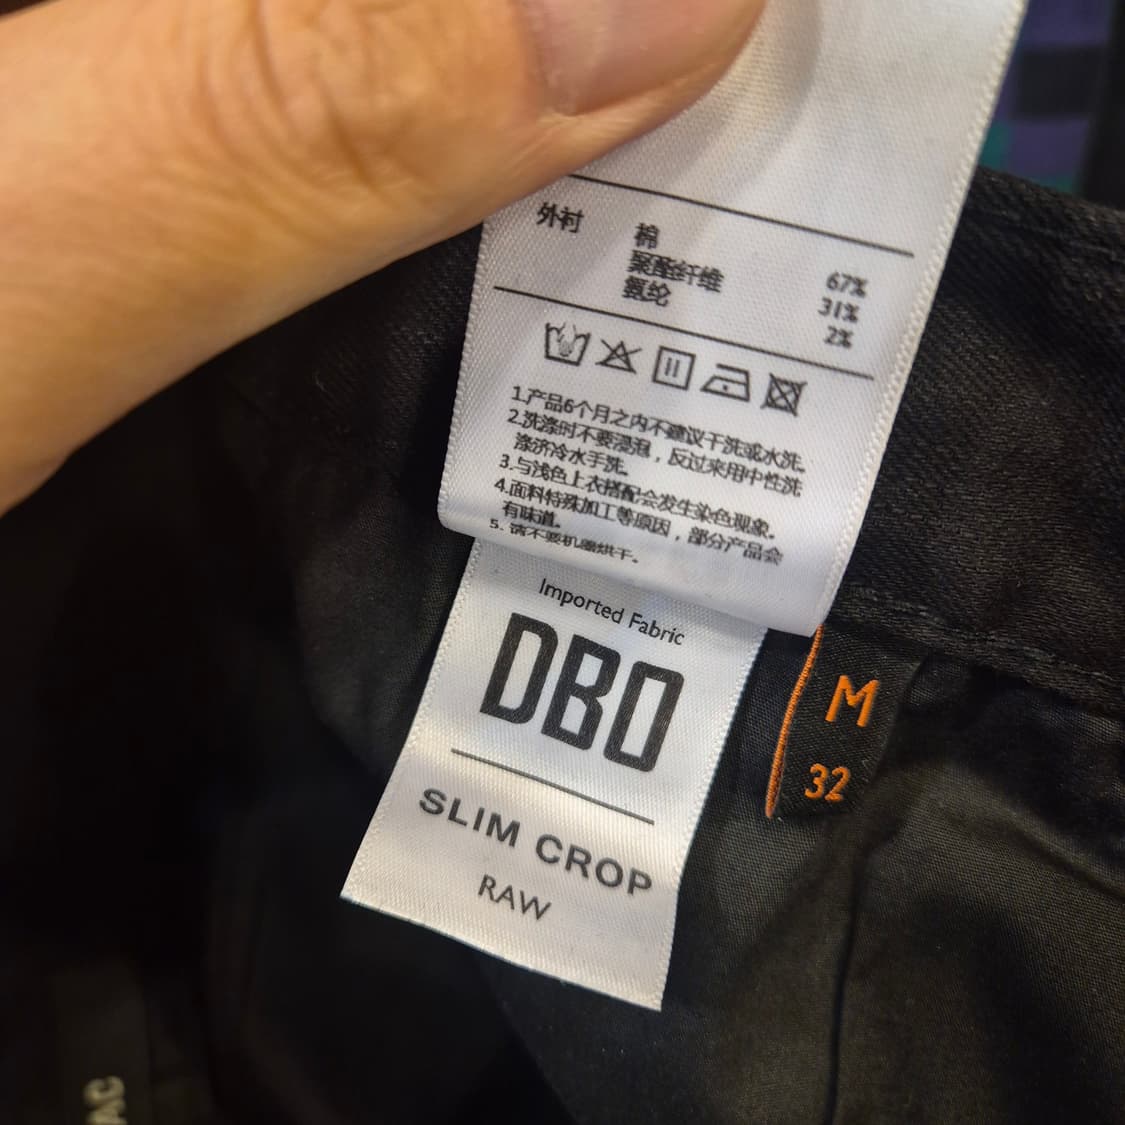 外衬
棉 67%
聚酯纤维 31%
氨纶 2%
1.产品6个月之内不建议干洗或水洗。
2.洗涤时不要浸泡，反过来用中性洗
涤济冷水手洗。
3.与浅色上衣搭配会发生染色现象。
4.面料特殊加工等原因，部分产品会
有味道。
5. 请不要机器烘干。
Imported Fabric
DBO
SLIM CROP
RAW
M
32
AC